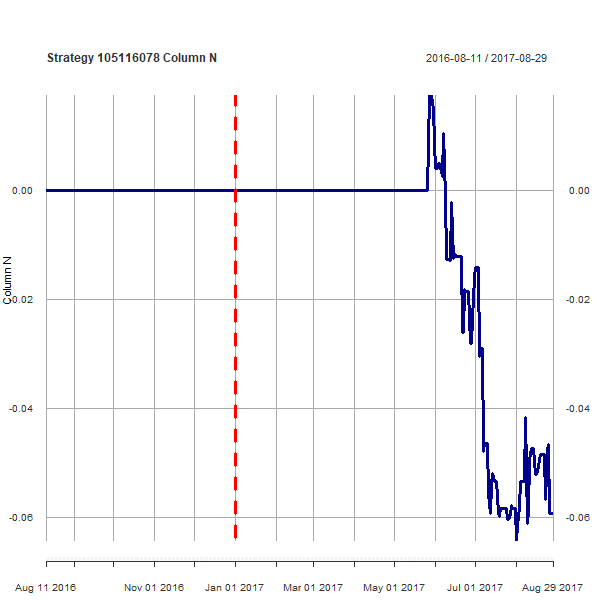 Strategy 105116078 Column N
2016-08-11 / 2017-08-29
0.00
0.00
Column N
-0.02
-0.02
-0.04
-0.04
-0.06
-0.06
Aug 11 2016
Nov 01 2016
Jan 01 2017
Mar 01 2017
May 01 2017
Jul 01 2017
Aug 29 2017